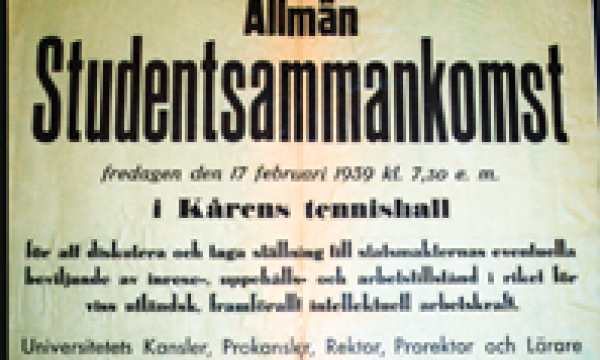 Allmän
Studentsammankomst
fredagen den 17 februari 1939 kl. 7,30 e. m.
i Kårens tennishall
för att diskutera och taga ställning till statsmakternas eventuella
beviljande av inrese-, uppehålls- och arbetstillstånd i riket för
viss utländsk, framförallt intellektuell arbetskraft.
Universitetets Kansler, Prokansler, Rektor, Prorektor och Lärare